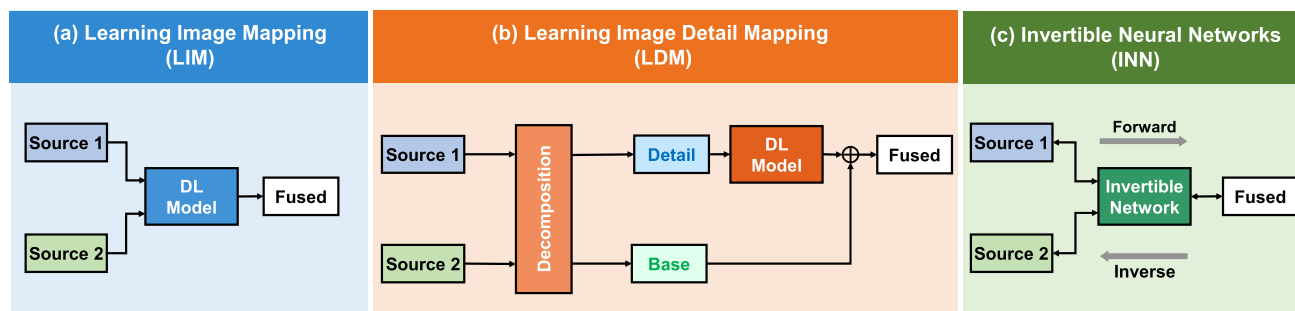 (a) Learning Image Mapping
(LIM)
Source 1
Source 2
DL
Model
Fused
(b) Learning Image Detail Mapping
(LDM)
Source 1
Source 2
Decomposition
Detail
Base
DL
Model
Fused
(c) Invertible Neural Networks
(INN)
Source 1
Source 2
Forward
Invertible
Network
Inverse
Fused